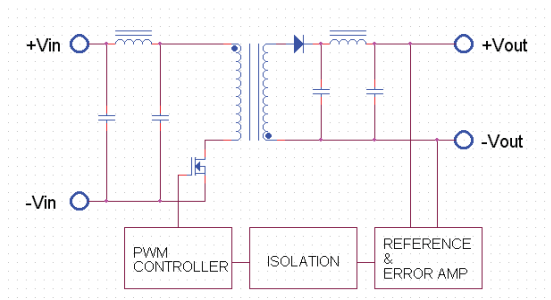 +Vin
+Vout
-Vout
-Vin
PWM
CONTROLLER
ISOLATION
REFERENCE
&
ERROR AMP